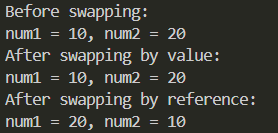 Before swapping:
num1 = 10, num2 = 20
After swapping by value:
num1 = 10, num2 = 20
After swapping by reference:
num1 = 20, num2 = 10